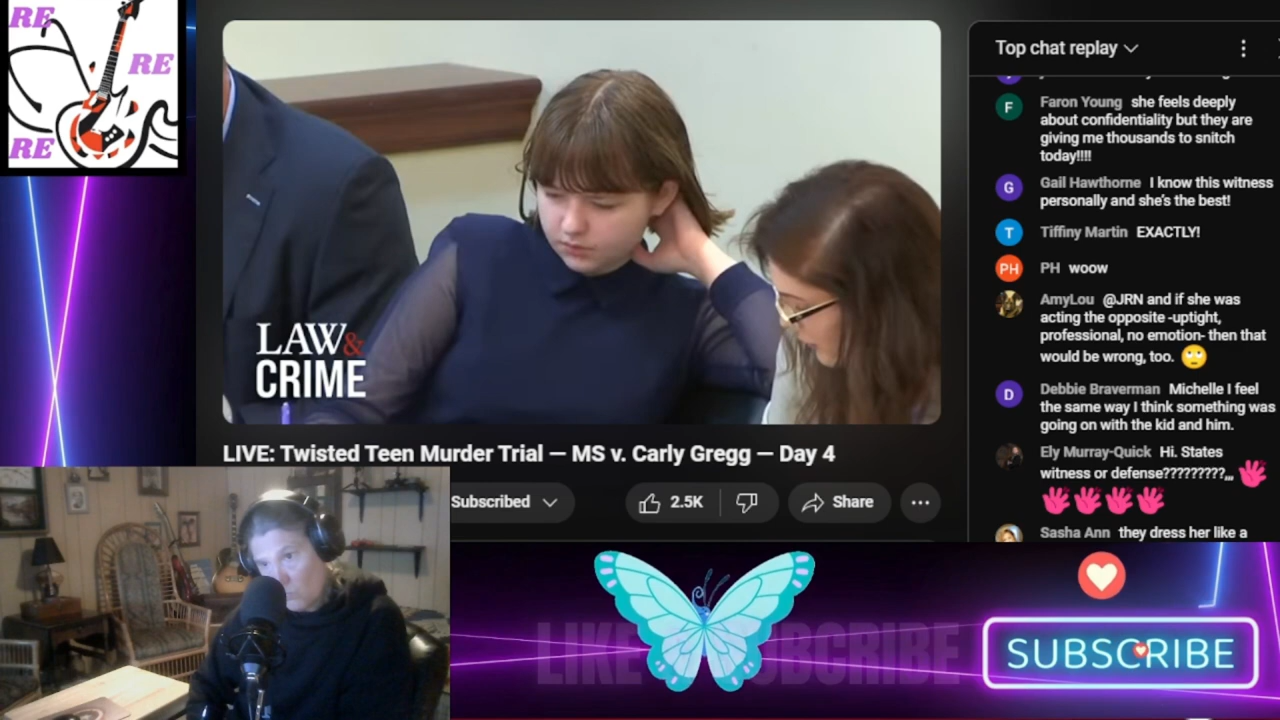 RE
RE
RE
LAW&
CRIME
LIVE: Twisted Teen Murder Trial — MS v. Carly Gregg — Day 4
Subscribed
2.5K
Share
Top chat replay
Faron Young she feels deeply
about confidentiality but they are
giving me thousands to snitch
today!!!!
Gail Hawthorne I know this witness
personally and she's the best!
Tiffiny Martin EXACTLY!
PH woow
AmyLou @JRN and if she was
acting the opposite -uptight,
professional, no emotion- then that
would be wrong, too. 🙄
Debbie Braverman Michelle I feel
the same way I think something was
going on with the kid and him.
Ely Murray-Quick Hi. States
witness or defense?????????,,,
Sasha Ann they dress her like a
F
G
T
PH
D
LIKE SUBCRIBE
SUBSCRIBE